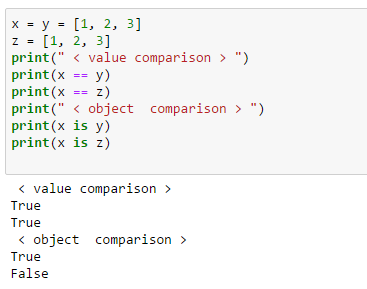 x = y = [1, 2, 3]
z = [1, 2, 3]
print(" < value comparison > ")
print(x == y)
print(x == z)
print(" < object  comparison > ")
print(x is y)
print(x is z)
 < value comparison >
True
True
 < object  comparison >
True
False